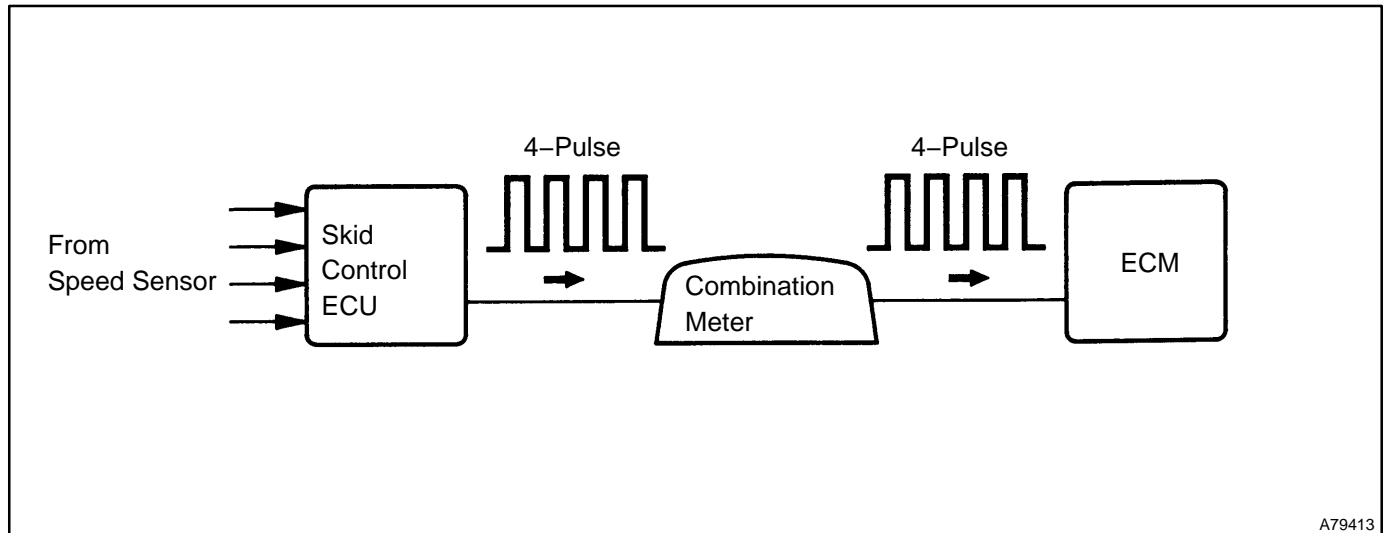 4−Pulse
4−Pulse
From
Speed Sensor
Skid
Control
ECU
Combination
Meter
ECM
A79413